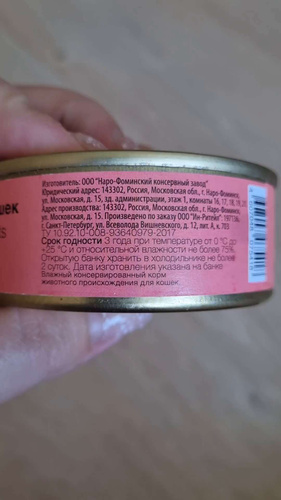 Изготовитель: ООО "Наро-Фоминский консервный завод"
Юридический адрес: 143302, Россия, Московская обл., г. Наро-Фоминск,
ул. Московская, д. 15, зд. администрации, этаж 1, комнаты 16, 17, 18, 19, 21
Адрес производства: 143302, Россия, Московская обл., г. Наро-Фоминск,
ул. Московская, д. 15. Произведено по заказу ООО "Ин-Ритейл" 197136,
г. Санкт-Петербург, ул. Всеволода Вишневского, д. 12, лит. А, к. 703
ТУ 10.92.10-008-93640979-2017
Срок годности 3 года при температуре от 0 °С до
+25 °С и относительной влажности не более 75%.
Открытую банку хранить в холодильнике не более
2 суток. Дата изготовления указана на банке
Влажный консервированный корм
животного происхождения для кошек.
шек